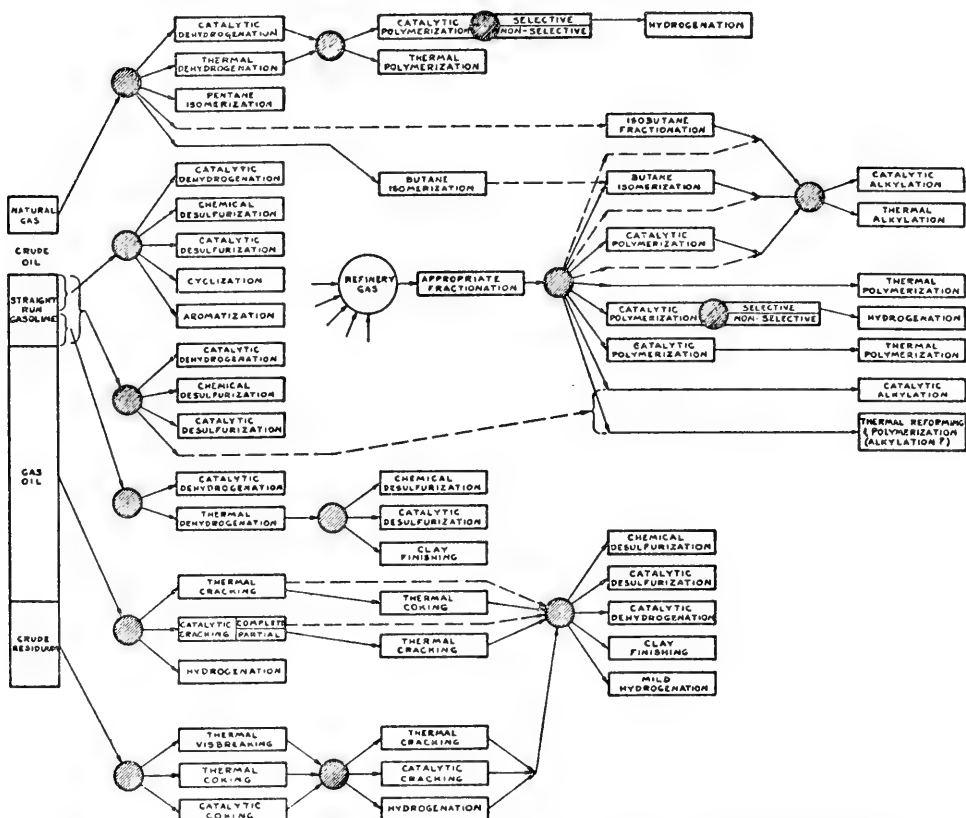 CATALYTIC
DEHYDROGENATION
CATALYTIC
POLYMERIZATION
SELECTIVE
NON-SELECTIVE
HYDROGENATION
THERMAL
DEHYDROGENATION
THERMAL
POLYMERIZATION
PENTANE
ISOMERIZATION
ISOBUTANE
FRACTIONATION
BUTANE
ISOMERIZATION
BUTANE
ISOMERIZATION
CATALYTIC
ALKYLATION
THERMAL
ALKYLATION
CATALYTIC
POLYMERIZATION
NATURAL
GAS
CRUDE
OIL
STRAIGHT
RUN
GASOLINE
GAS
OIL
CRUDE
RESIDUUM
CATALYTIC
DEHYDROGENATION
CHEMICAL
DESULFURIZATION
CATALYTIC
DESULFURIZATION
CYCLIZATION
AROMATIZATION
REFINERY
GAS
APPROPRIATE
FRACTIONATION
THERMAL
POLYMERIZATION
CATALYTIC
POLYMERIZATION
SELECTIVE
NON-SELECTIVE
HYDROGENATION
CATALYTIC
POLYMERIZATION
THERMAL
POLYMERIZATION
CATALYTIC
ALKYLATION
THERMAL REFORMING
(POLYMERIZATION
(ALKYLATION ?)
CATALYTIC
DEHYDROGENATION
CHEMICAL
DESULFURIZATION
CATALYTIC
DESULFURIZATION
CATALYTIC
DEHYDROGENATION
THERMAL
DEHYDROGENATION
CHEMICAL
DESULFURIZATION
CATALYTIC
DESULFURIZATION
CLAY
FINISHING
THERMAL
CRACKING
THERMAL
COKING
CATALYTIC
CRACKING
COMPLETE
PARTIAL
THERMAL
CRACKING
HYDROGENATION
CHEMICAL
DESULFURIZATION
CATALYTIC
DESULFURIZATION
CATALYTIC
DEHYDROGENATION
CLAY
FINISHING
MILD
HYDROGENATION
THERMAL
VISBREAKING
THERMAL
COKING
CATALYTIC
COKING
THERMAL
CRACKING
CATALYTIC
CRACKING
HYDROGENATION